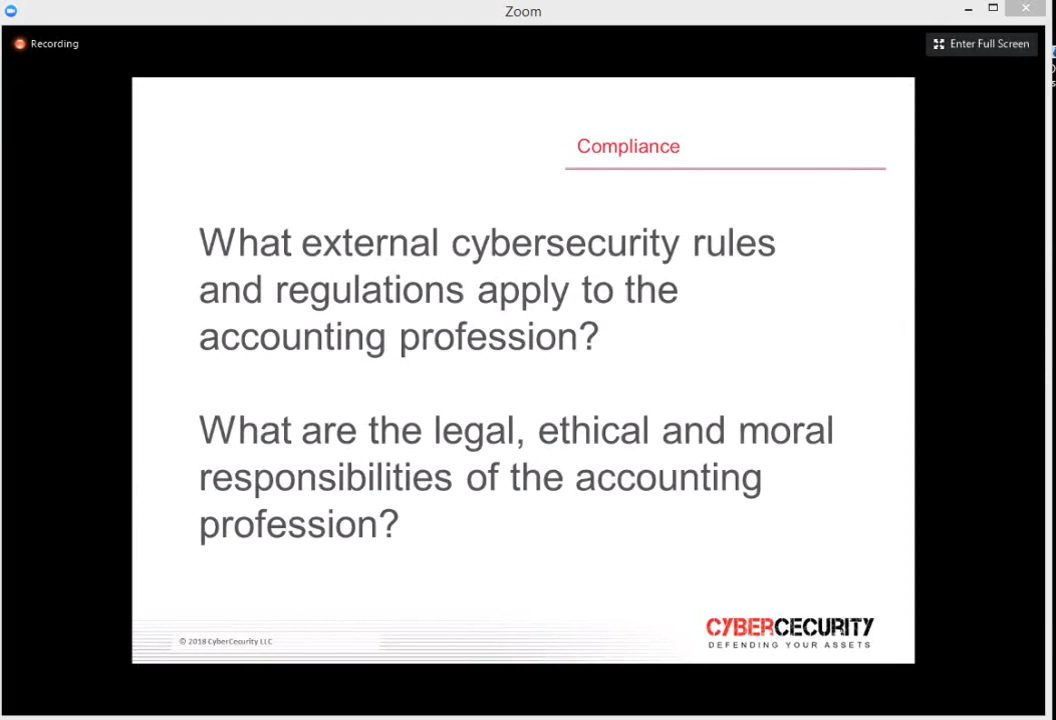 Zoom
Recording
Enter Full Screen
Compliance
What external cybersecurity rules
and regulations apply to the
accounting profession?
What are the legal, ethical and moral
responsibilities of the accounting
profession?
© 2018 CyberCecurity LLC
CYBERCECURITY
DEFENDING YOUR ASSETS